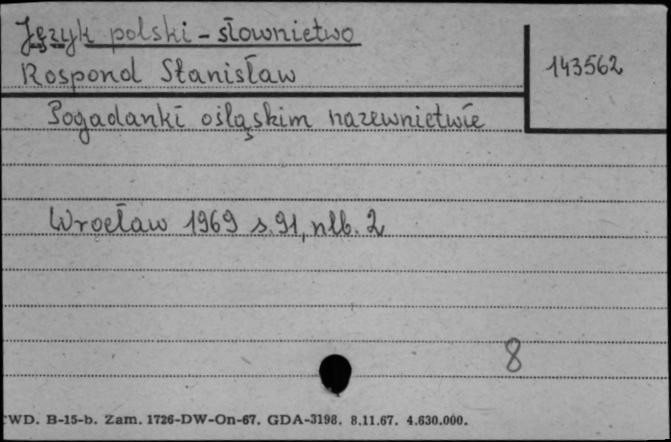 Język polski - słownictwo
Rospond Stanisław
143562
Pogadanki ośląskim nazewnictwie
Wrocław 1969 s.91, nlb. 2
8
WD. B-15-b. Zam. 1726-DW-On-67. GDA-3198. 8.11.67. 4.630.000.